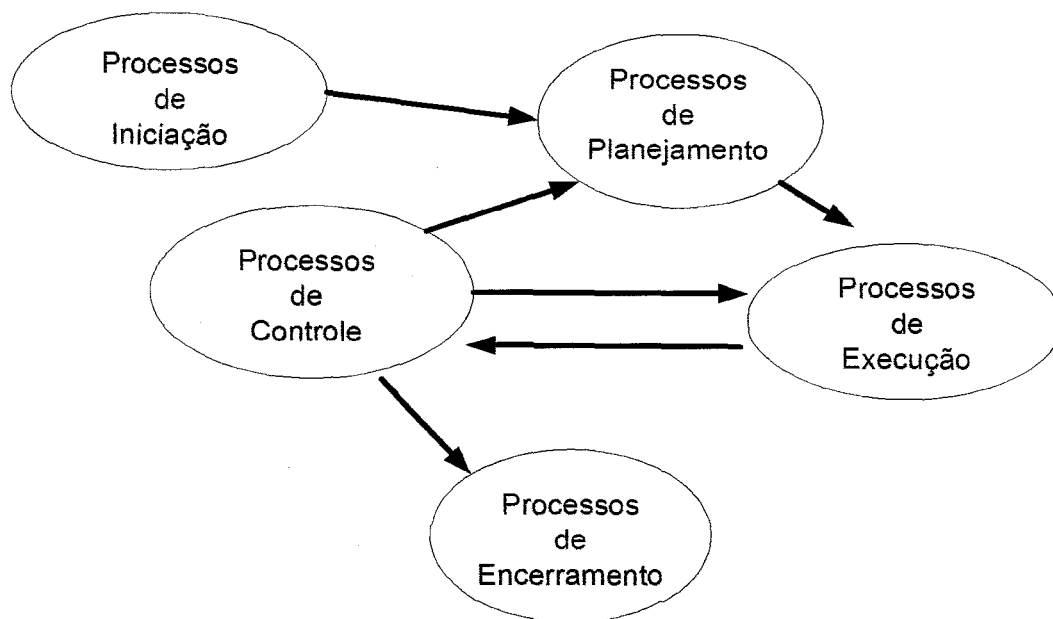 Processos
de
Iniciação
Processos
de
Planejamento
Processos
de
Controle
Processos
de
Execução
Processos
de
Encerramento